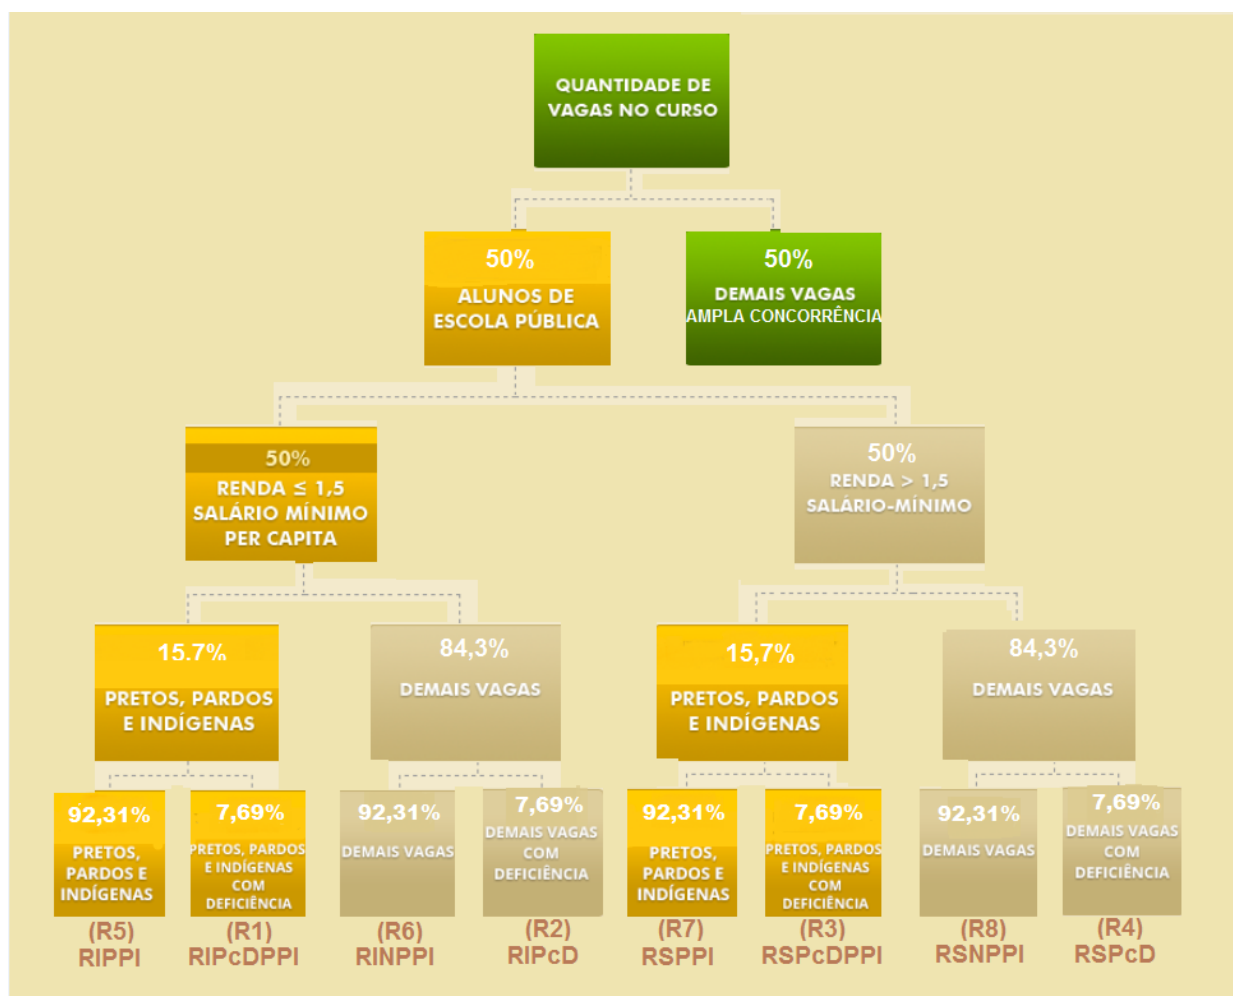 QUANTIDADE DE
VAGAS NO CURSO
50%
ALUNOS DE
ESCOLA PÚBLICA
50%
DEMAIS VAGAS
AMPLA CONCORRÊNCIA
50%
RENDA ≤ 1,5
SALÁRIO MÍNIMO
PER CAPITA
50%
RENDA > 1,5
SALÁRIO-MÍNIMO
15.7%
PRETOS, PARDOS
E INDÍGENAS
84,3%
DEMAIS VAGAS
15,7%
PRETOS, PARDOS
E INDÍGENAS
84,3%
DEMAIS VAGAS
92,31%
PRETOS,
PARDOS E
INDÍGENAS
(R5)
RIPPI
7,69%
PRETOS, PARDOS
E INDÍGENAS
COM
DEFICIÊNCIA
(R1)
RIPcDPPI
92,31%
DEMAIS VAGAS
(R6)
RINPPI
7,69%
DEMAIS VAGAS
COM
DEFICIÊNCIA
(R2)
RIPcD
92,31%
PRETOS,
PARDOS E
INDÍGENAS
(R7)
RSPPI
7,69%
PRETOS, PARDOS
E INDÍGENAS
COM
DEFICIÊNCIA
(R3)
RSPcDPPI
92,31%
DEMAIS VAGAS
(R8)
RSNPPI
7,69%
DEMAIS VAGAS
COM
DEFICIÊNCIA
(R4)
RSPcD